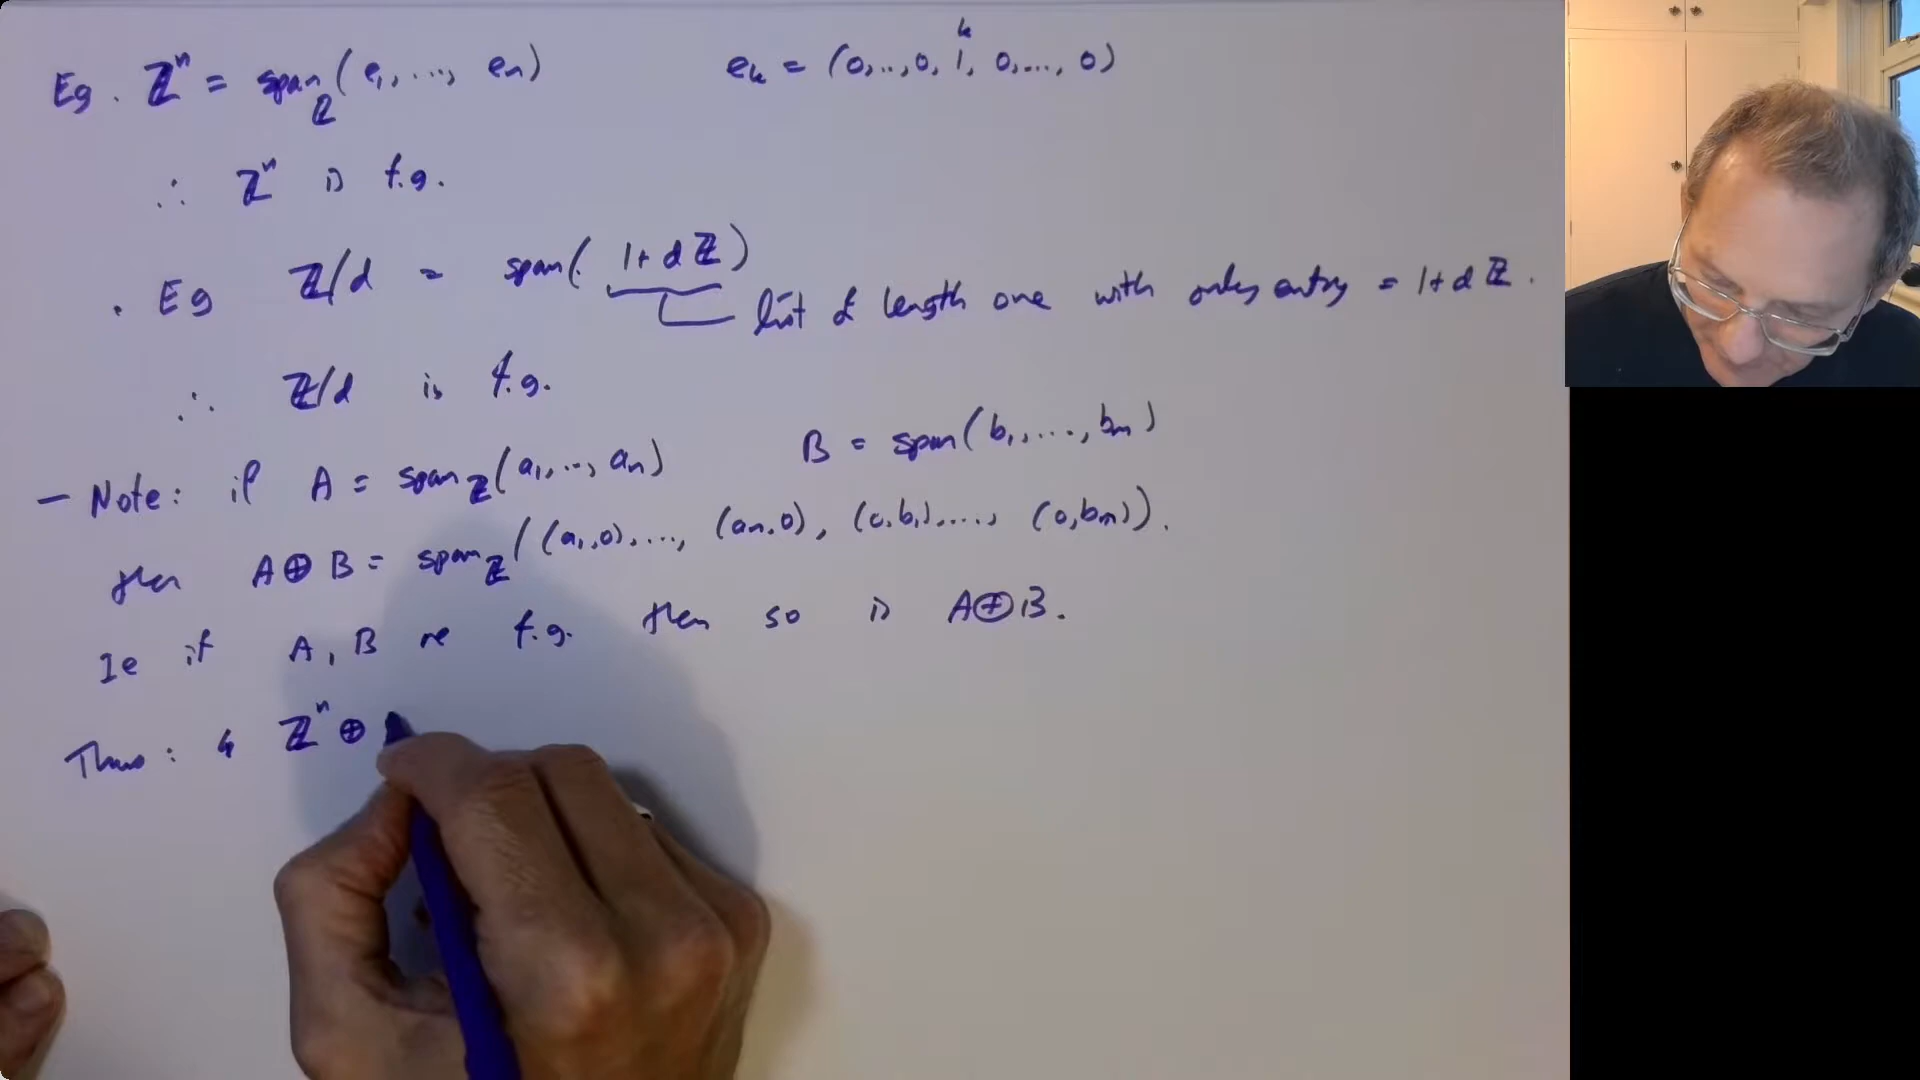 Eg. ℤⁿ = span_ℤ(e₁, ..., eₙ)   eₖ = (0,..,0, 1, 0,..., 0)
k
∴ ℤⁿ is f.g.
. Eg ℤ/d = span( 1+dℤ )
list of length one with only entry = 1+dℤ.
∴ ℤ/d is f.g.
- Note: if A = span_ℤ(a₁, .., aₙ)   B = span(b₁, ..., bₘ)
then A⊕B = span_ℤ((a₁,0), ..., (aₙ,0), (0,b₁), ..., (0,bₘ)).
Ie if A, B are f.g. then so is A⊕B.
Thus: ℤⁿ ⊕